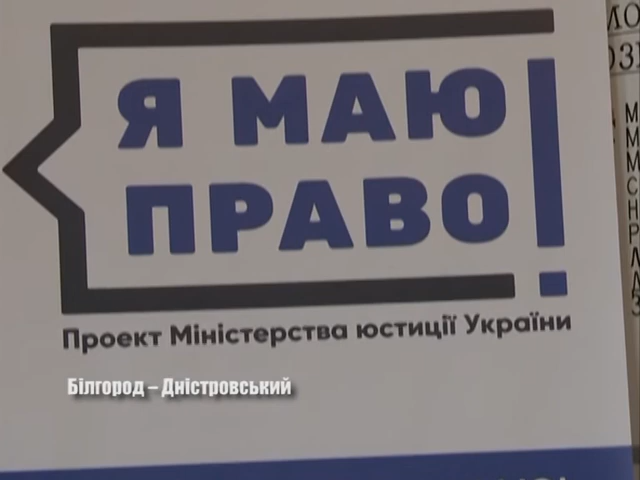 Я МАЮ
ПРАВО!
Проект Міністерства юстиції України
Білгород – Дністровський